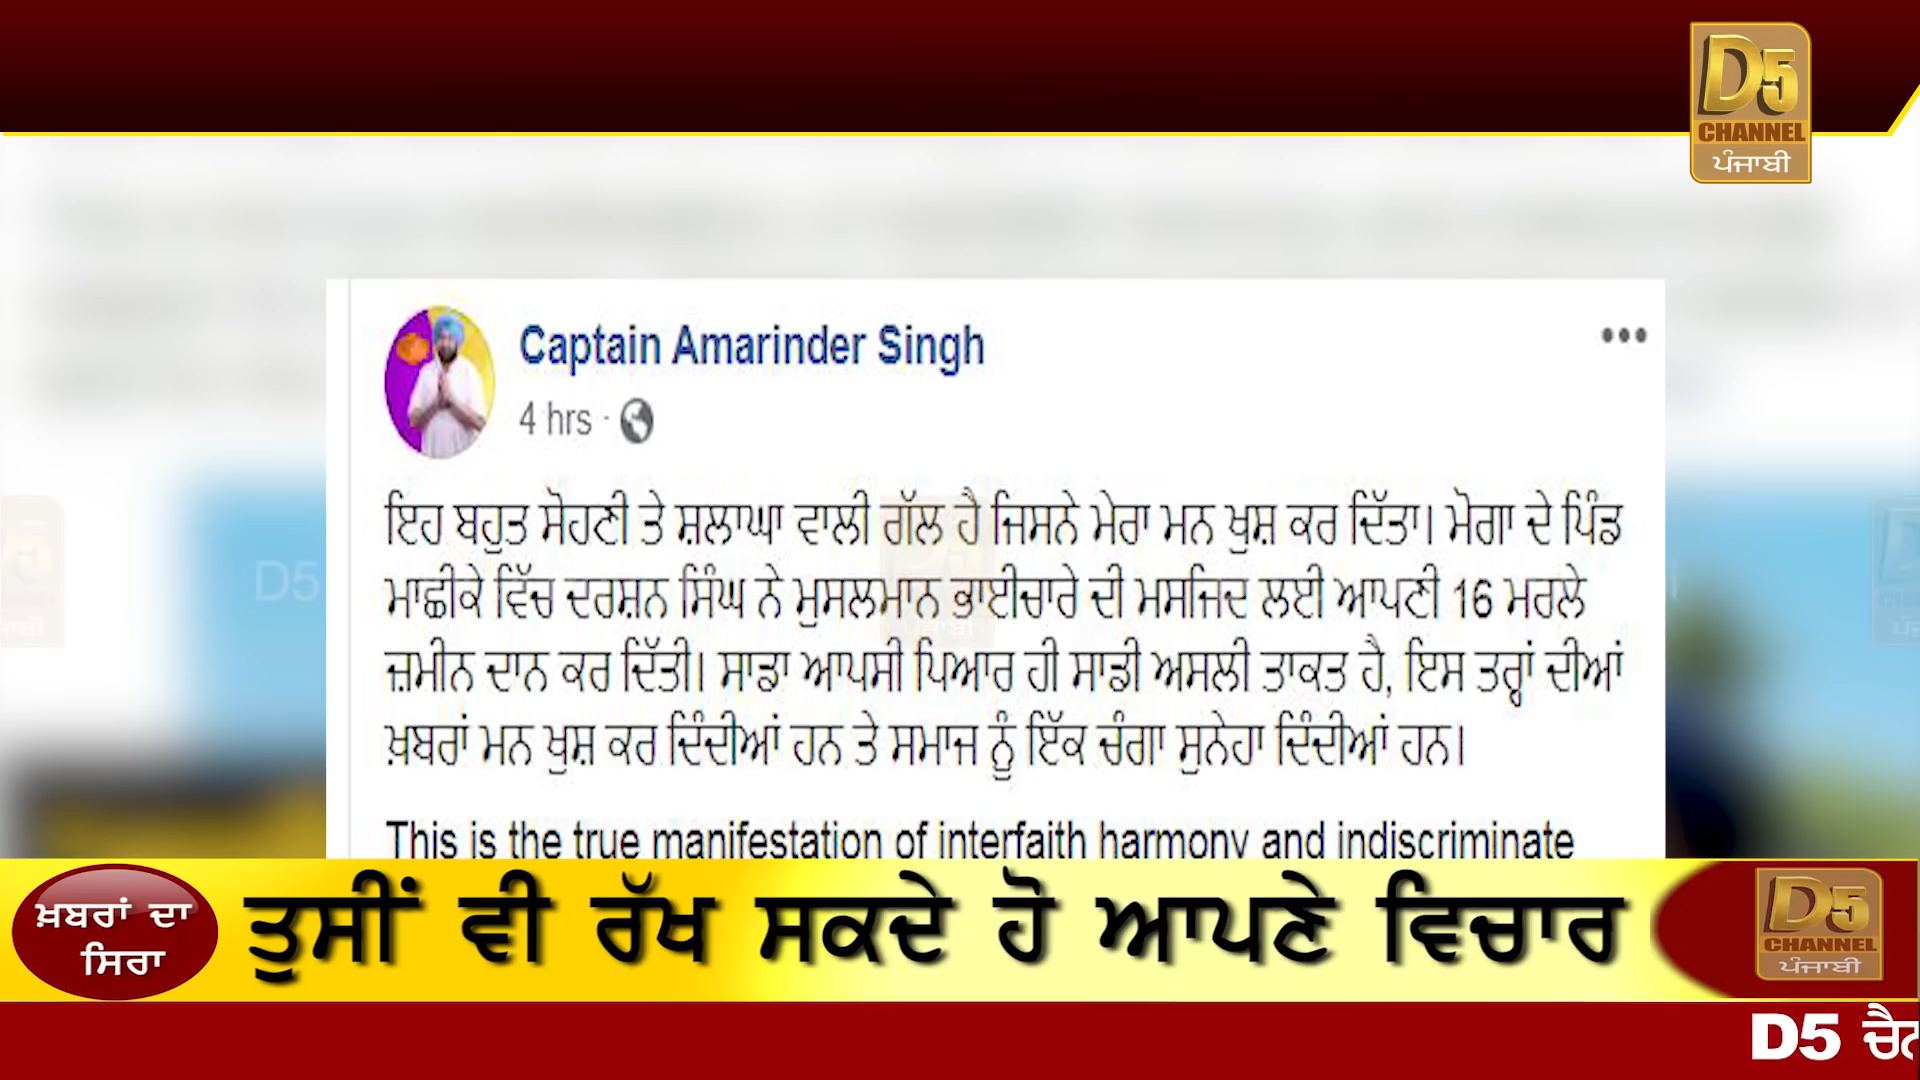 D5
CHANNEL
ਪੰਜਾਬੀ
Captain Amarinder Singh
4 hrs ·
ਇਹ ਬਹੁਤ ਸੋਹਣੀ ਤੇ ਸ਼ਲਾਘਾ ਵਾਲੀ ਗੱਲ ਹੈ ਜਿਸਨੇ ਮੇਰਾ ਮਨ ਖੁਸ਼ ਕਰ ਦਿੱਤਾ। ਮੋਗਾ ਦੇ ਪਿੰਡ
ਮਾਛੀਕੇ ਵਿੱਚ ਦਰਸ਼ਨ ਸਿੰਘ ਨੇ ਮੁਸਲਮਾਨ ਭਾਈਚਾਰੇ ਦੀ ਮਸਜਿਦ ਲਈ ਆਪਣੀ 16 ਮਰਲੇ
ਜ਼ਮੀਨ ਦਾਨ ਕਰ ਦਿੱਤੀ। ਸਾਡਾ ਆਪਸੀ ਪਿਆਰ ਹੀ ਸਾਡੀ ਅਸਲੀ ਤਾਕਤ ਹੈ, ਇਸ ਤਰ੍ਹਾਂ ਦੀਆਂ
ਖ਼ਬਰਾਂ ਮਨ ਖੁਸ਼ ਕਰ ਦਿੰਦੀਆਂ ਹਨ ਤੇ ਸਮਾਜ ਨੂੰ ਇੱਕ ਚੰਗਾ ਸੁਨੇਹਾ ਦਿੰਦੀਆਂ ਹਨ।
This is the true manifestation of interfaith harmony and indiscriminate
ਖ਼ਬਰਾਂ ਦਾ
ਸਿਰਾ
ਤੁਸੀਂ ਵੀ ਰੱਖ ਸਕਦੇ ਹੋ ਆਪਣੇ ਵਿਚਾਰ
D5
CHANNEL
ਪੰਜਾਬੀ
D5